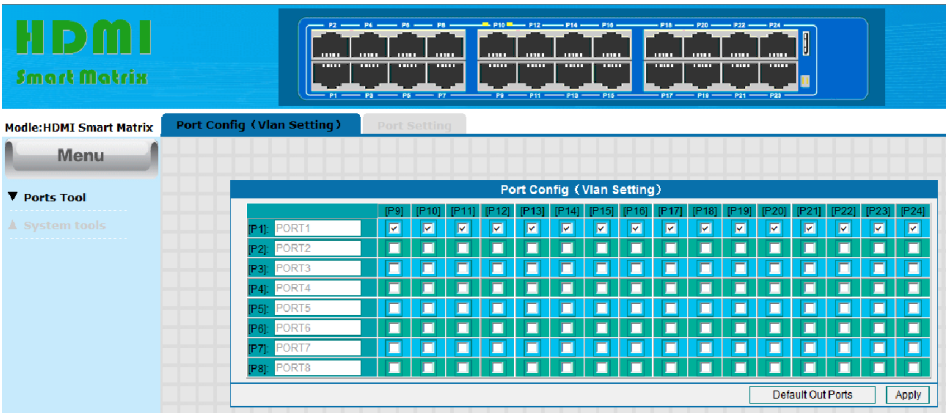 HDMI
Smart Matrix
P2 P4 P6 P8 P10 P12 P14 P16 P18 P20 P22 P24
P1 P3 P5 P7 P9 P11 P13 P15 P17 P19 P21 P23
Modle:HDMI Smart Matrix
Port Config (Vlan Setting)
Port Setting
Menu
▼ Ports Tool
▲ System tools
Port Config (Vlan Setting)
[P9] [P10] [P11] [P12] [P13] [P14] [P15] [P16] [P17] [P18] [P19] [P20] [P21] [P22] [P23] [P24]
[P1]: PORT1
[P2]: PORT2
[P3]: PORT3
[P4]: PORT4
[P5]: PORT5
[P6]: PORT6
[P7]: PORT7
[P8]: PORT8
Default Out Ports Apply